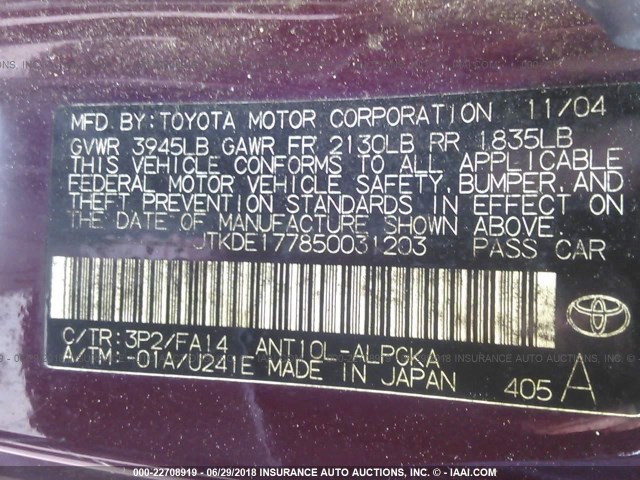 MFD. BY: TOYOTA MOTOR CORPORATION 11/04
GVWR 3945LB GAWR FR 2130LB RR 1835LB
THIS VEHICLE CONFORMS TO ALL APPLICABLE
FEDERAL MOTOR VEHICLE SAFETY, BUMPER, AND
THEFT PREVENTION STANDARDS IN EFFECT ON
THE DATE OF MANUFACTURE SHOWN ABOVE.
JTKDE177850031203 PASS CAR
C/TR: 3P2/FA14 ANT10L-ALPGKA
A/TM: -01A/U241E MADE IN JAPAN 405 A
000-22708919 - 06/29/2018 INSURANCE AUTO AUCTIONS, INC. - IAAI.COM